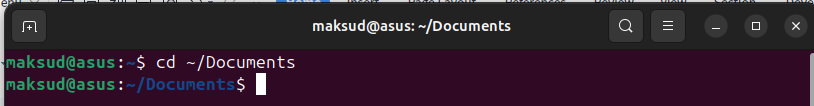 maksud@asus: ~/Documents
maksud@asus:~$ cd ~/Documents
maksud@asus:~/Documents$